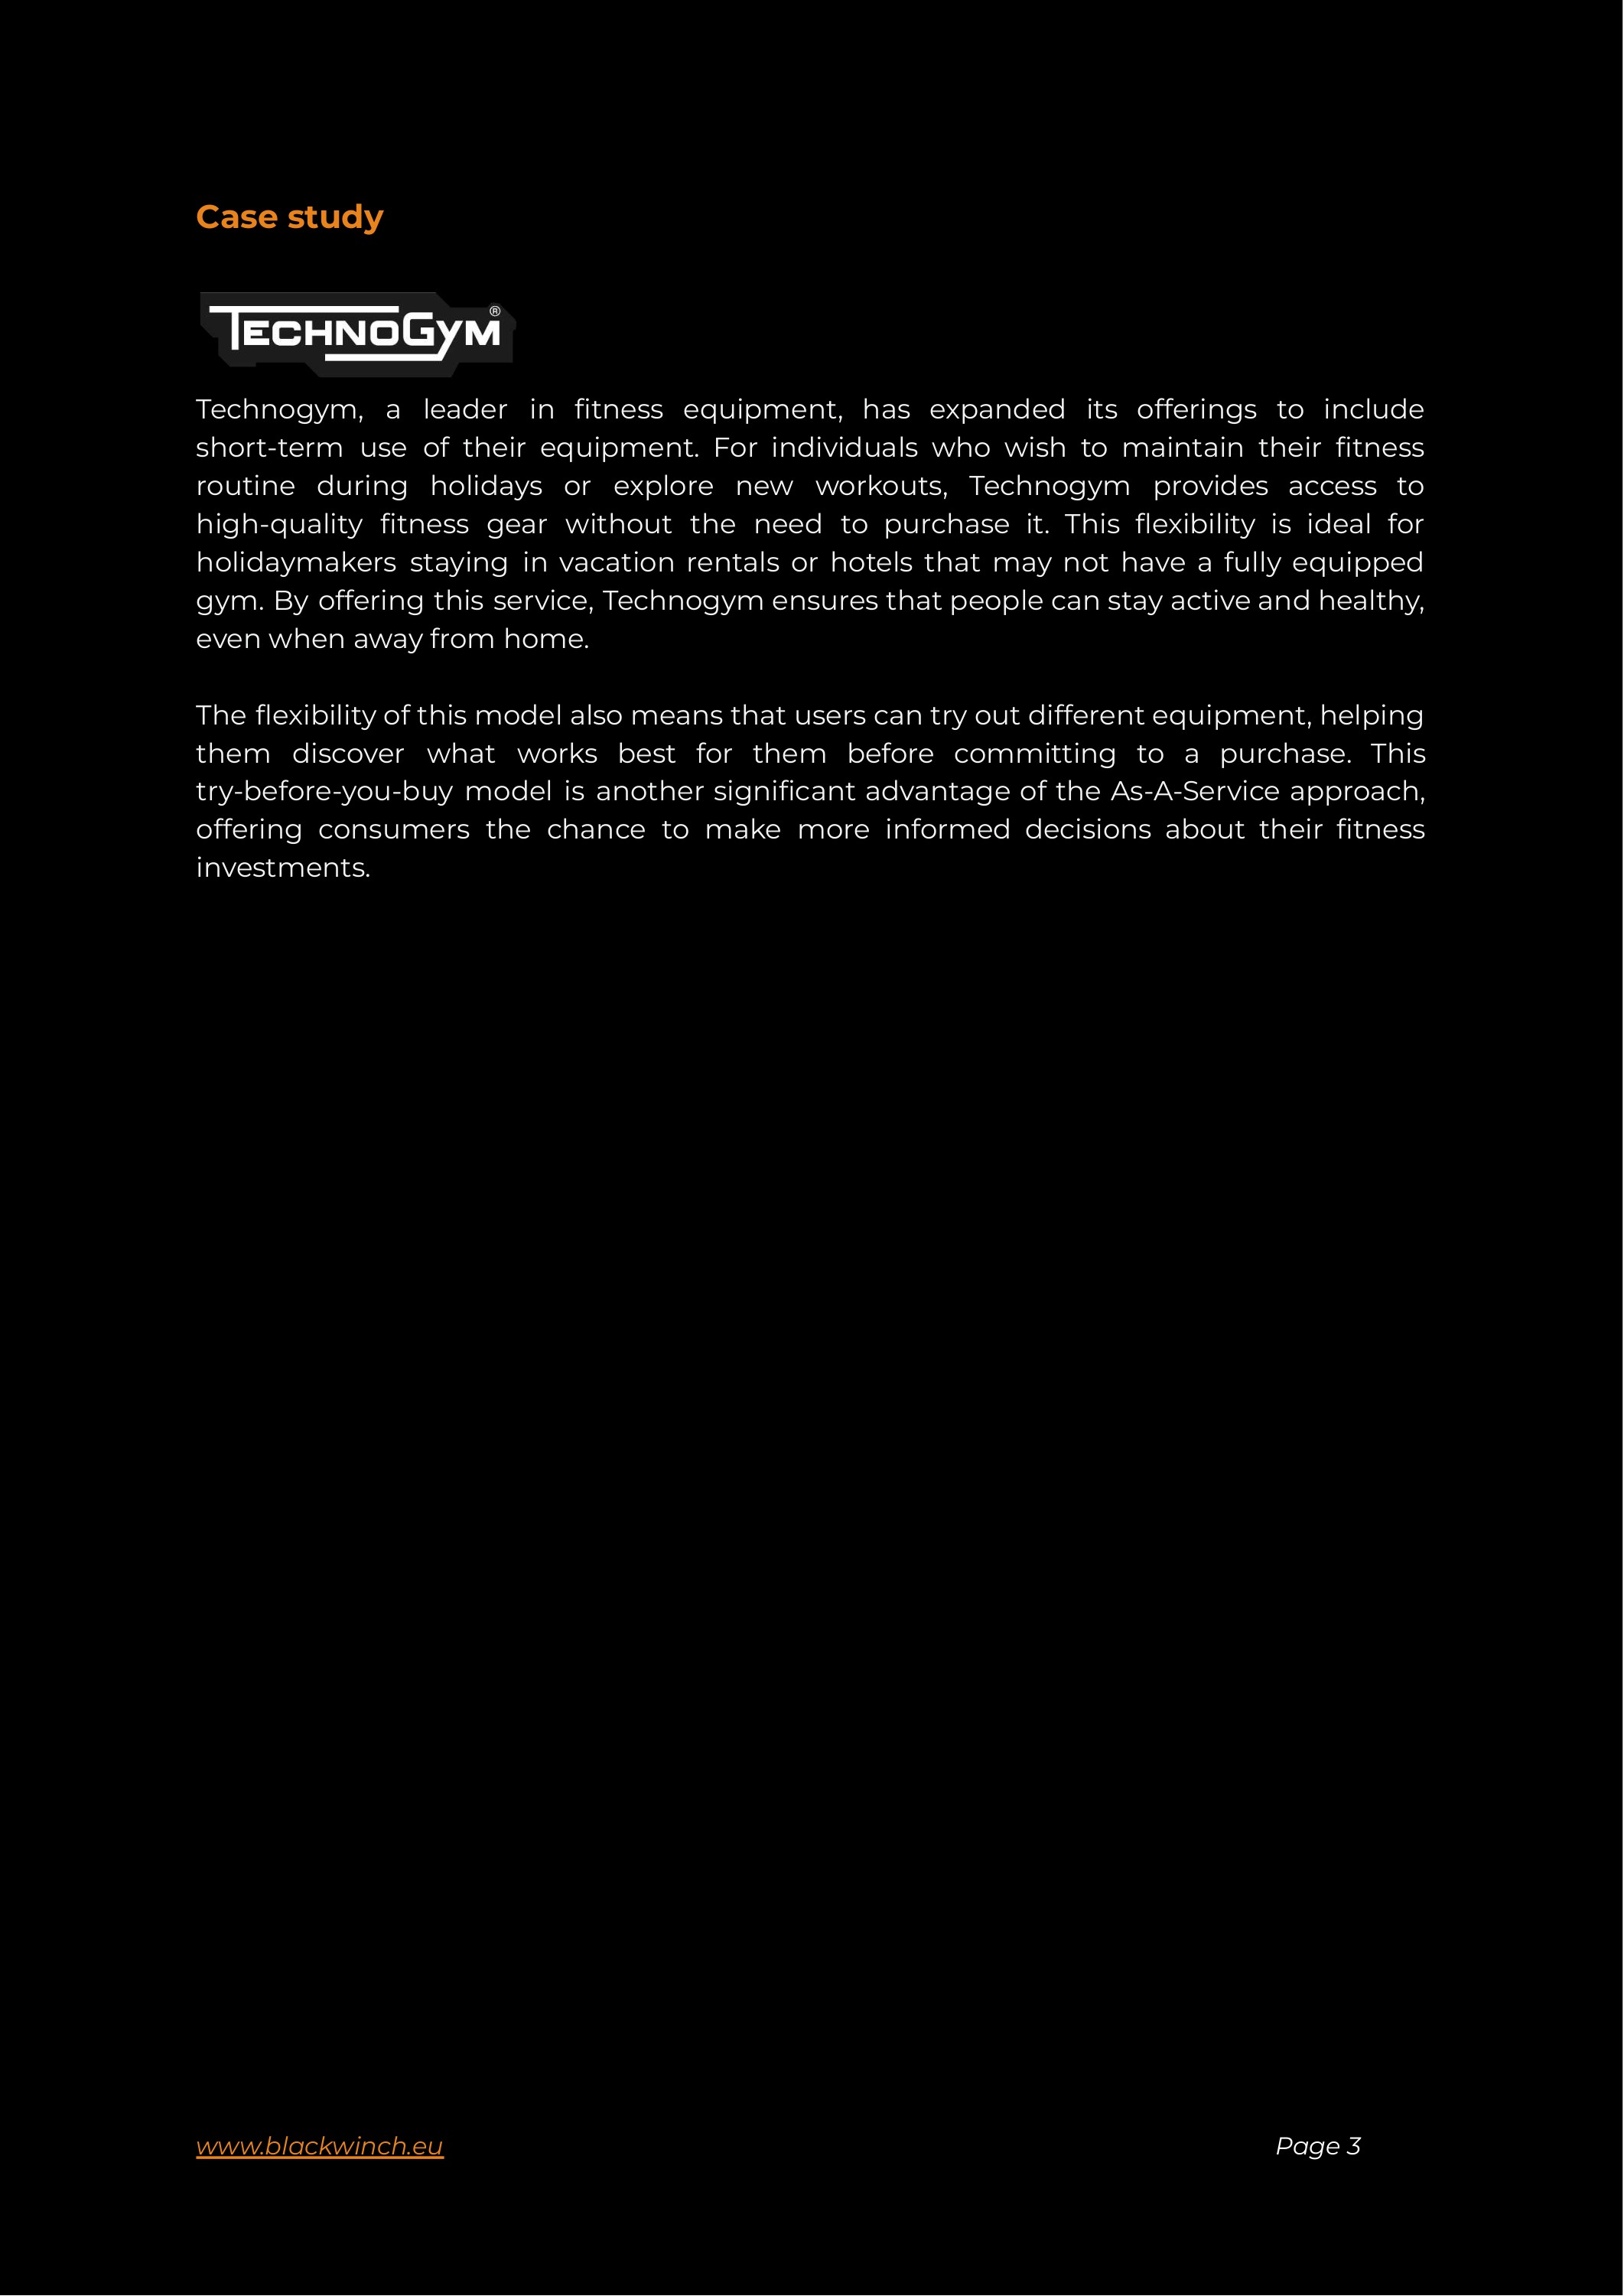 Case study
TECHNOGYM®
Technogym, a leader in fitness equipment, has expanded its offerings to include
short-term use of their equipment. For individuals who wish to maintain their fitness
routine during holidays or explore new workouts, Technogym provides access to
high-quality fitness gear without the need to purchase it. This flexibility is ideal for
holidaymakers staying in vacation rentals or hotels that may not have a fully equipped
gym. By offering this service, Technogym ensures that people can stay active and healthy,
even when away from home.
The flexibility of this model also means that users can try out different equipment, helping
them discover what works best for them before committing to a purchase. This
try-before-you-buy model is another significant advantage of the As-A-Service approach,
offering consumers the chance to make more informed decisions about their fitness
investments.
www.blackwinch.eu
Page 3